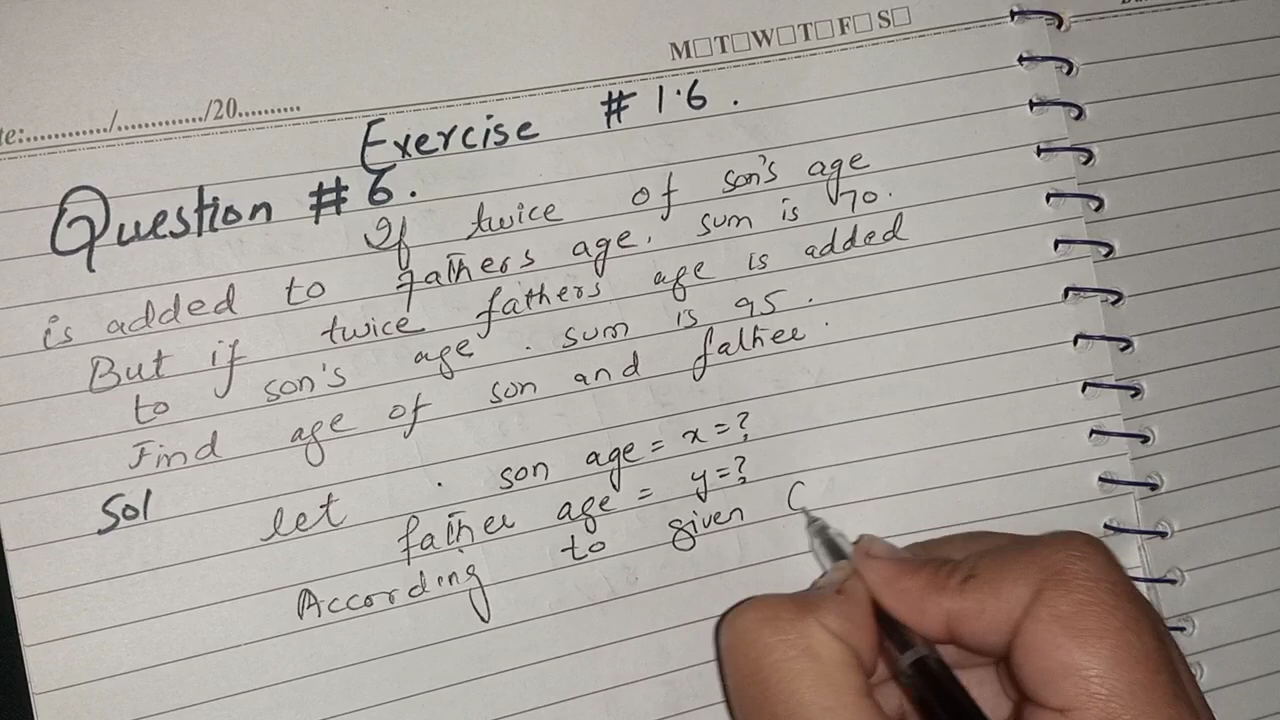 M□T□W□T□F□S□
te:............/............./20..........
Exercise # 1.6 .
Question # 6.
If twice of son's age
is added to fathers age. sum is 70.
But if twice fathers age is added
to son's age . sum is 95 .
Find age of son and father .
Sol let . son age = x = ?
father age = y = ?
According to given C